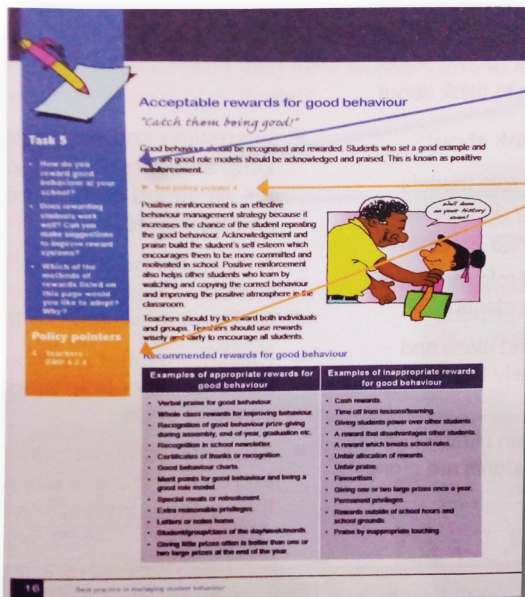 Acceptable rewards for good behaviour
"Catch them being good!"
Good behaviour should be recognised and rewarded. Students who set a good example and
who are good role models should be acknowledged and praised. This is known as positive
reinforcement.
► See policy pointer 4
Positive reinforcement is an effective
behaviour management strategy because it
increases the chance of the student repeating
the good behaviour. Acknowledgement and
praise build the student's self esteem which
encourages them to be more committed and
motivated in school. Positive reinforcement
also helps other students who learn by
watching and copying the correct behaviour
and improving the positive atmosphere in the
classroom.
Teachers should try to reward both individuals
and groups. Teachers should use rewards
wisely and fairly to encourage all students.
Well done
on your history
exam!
Task 5
• How do you
reward good
behaviour at your
school?
• Does rewarding
students work
well? Can you
make suggestions
to improve reward
systems?
• Which of the
methods of
rewards listed on
this page would
you like to adopt?
Why?
Policy pointers
4 Teachers
BMP 4.2.4
Recommended rewards for good behaviour
Examples of appropriate rewards for
good behaviour
• Verbal praise for good behaviour
• Whole class rewards for improving behaviour.
• Recognition of good behaviour prize-giving
during assembly, end-of-year, graduation etc.
• Recognition in school newsletter.
• Certificates of thanks or recognition.
• Good behaviour charts.
• Merit points for good behaviour and being a
good role model.
• Special meals or refreshment.
• Extra reasonable privileges.
• Letters or notes home.
• Student/group/class of the day/week/month.
• Giving little prizes often is better than one or
two large prizes at the end of the year.
Examples of inappropriate rewards
for good behaviour
• Cash rewards.
• Time off from lessons/learning.
• Giving students power over other students.
• A reward that disadvantages other students.
• A reward which breaks school rules.
• Unfair allocation of rewards.
• Unfair praise.
• Favouritism.
• Giving one or two large prizes once a year.
• Permanent privileges.
• Rewards outside of school hours and
school grounds.
• Praise by inappropriate touching.
16 Best practice in managing student behaviour